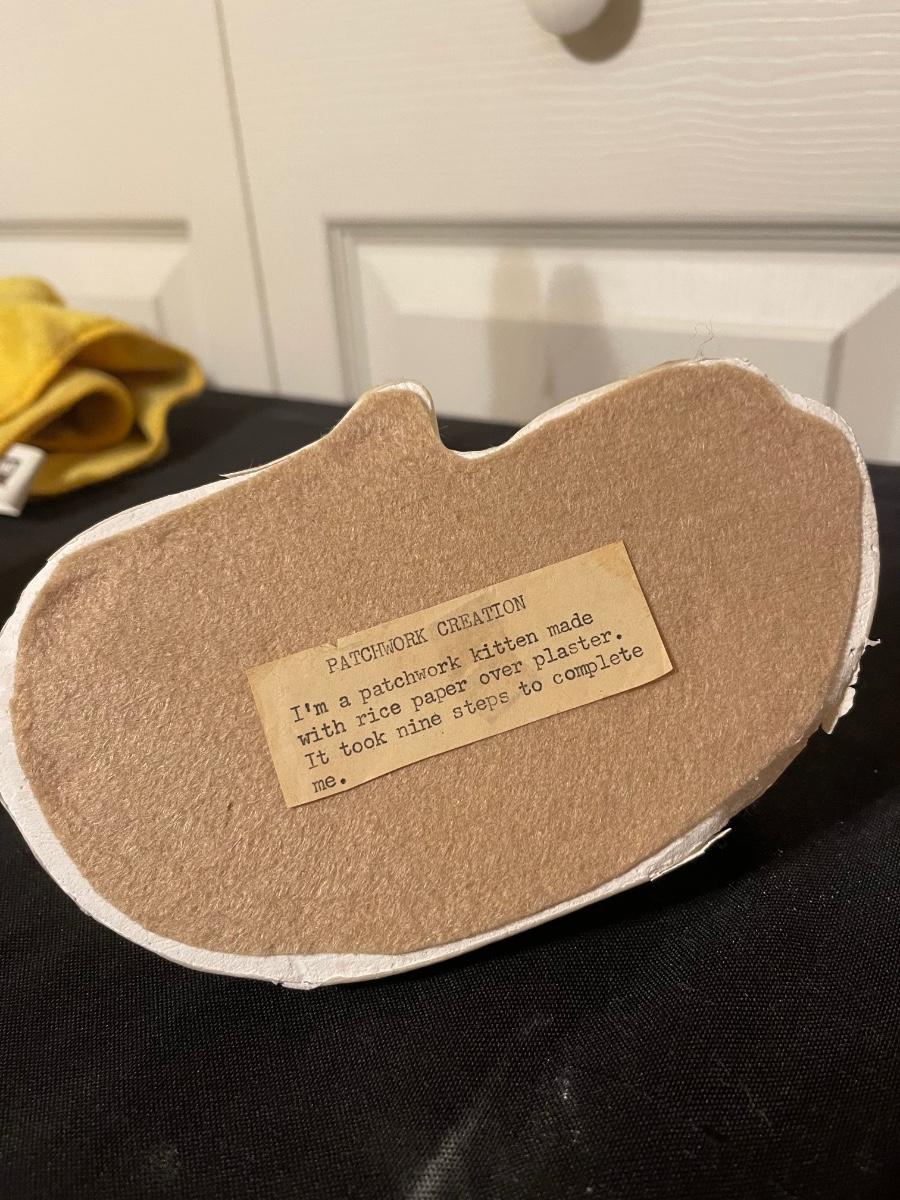 PATCHWORK CREATION
I'm a patchwork kitten made
with rice paper over plaster.
It took nine steps to complete
me.